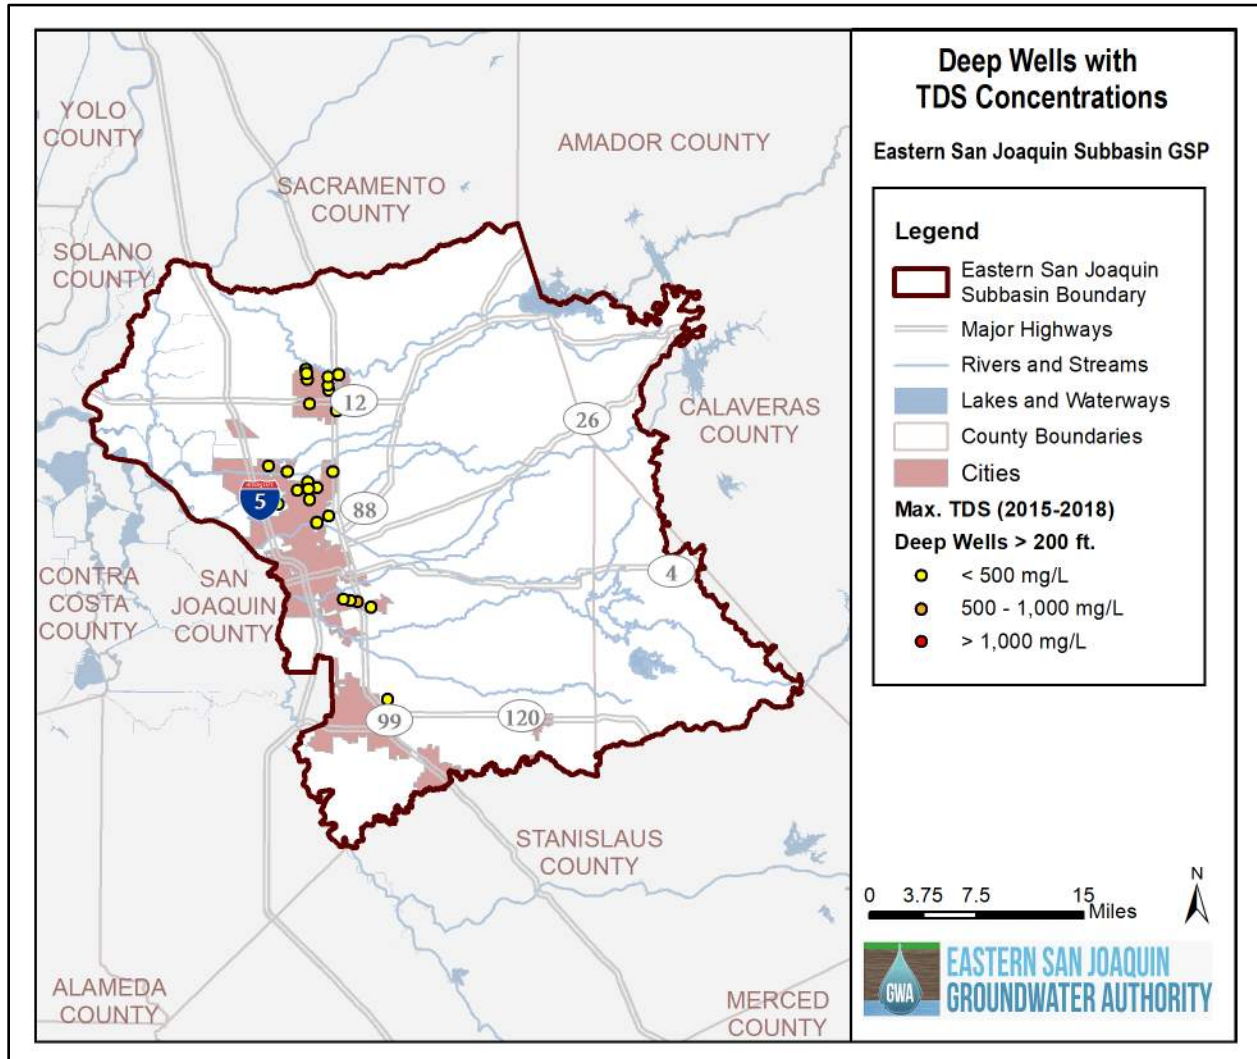 Deep Wells with
TDS Concentrations
Eastern San Joaquin Subbasin GSP
YOLO
COUNTY
AMADOR COUNTY
SACRAMENTO
COUNTY
SOLANO
COUNTY
12
26
CALAVERAS
COUNTY
5
88
CONTRA
COSTA
COUNTY
SAN
JOAQUIN
COUNTY
4
99
120
STANISLAUS
COUNTY
ALAMEDA
COUNTY
MERCED
COUNTY
Legend
Eastern San Joaquin
Subbasin Boundary
Major Highways
Rivers and Streams
Lakes and Waterways
County Boundaries
Cities
Max. TDS (2015-2018)
Deep Wells > 200 ft.
< 500 mg/L
500 - 1,000 mg/L
> 1,000 mg/L
N
0 3.75 7.5 15
Miles
GWA
EASTERN SAN JOAQUIN
GROUNDWATER AUTHORITY